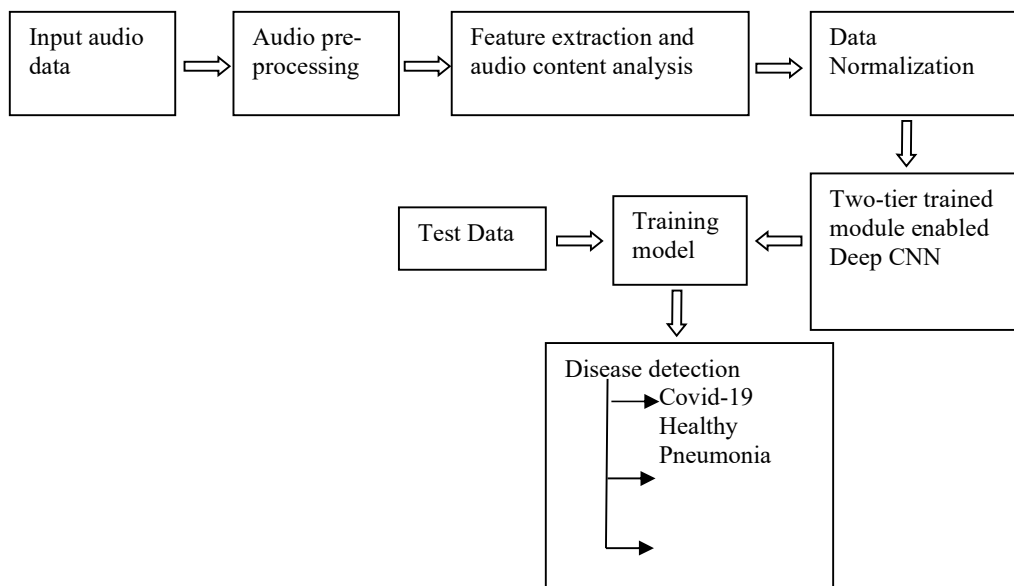 Input audio
data
Audio pre-
processing
Feature extraction and
audio content analysis
Data
Normalization
Two-tier trained
module enabled
Deep CNN
Training
model
Test Data
Disease detection
Covid-19
Healthy
Pneumonia